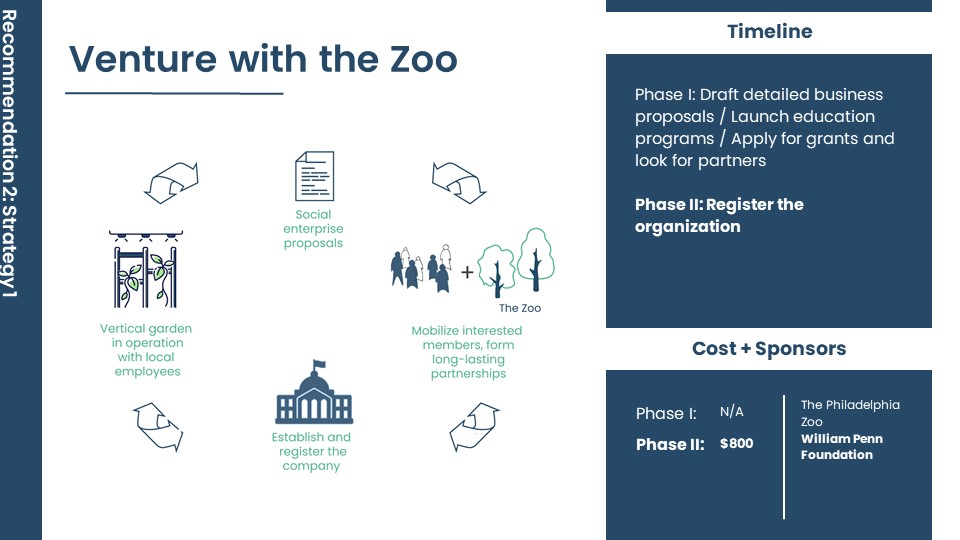 Recommendation 2: Strategy 1
Venture with the Zoo
Social
enterprise
proposals
+
The Zoo
Vertical garden
in operation
with local
employees
Mobilize interested
members, form
long-lasting
partnerships
Establish and
register the
company
Timeline
Phase I: Draft detailed business
proposals / Launch education
programs / Apply for grants and
look for partners
Phase II: Register the
organization
Cost + Sponsors
Phase I: N/A
Phase II: $800
The Philadelphia
Zoo
William Penn
Foundation